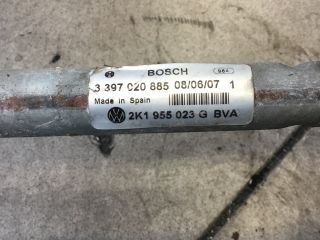 BOSCH
3 397 020 885 08/06/07 1
Made in Spain
2K1 955 023 G BVA